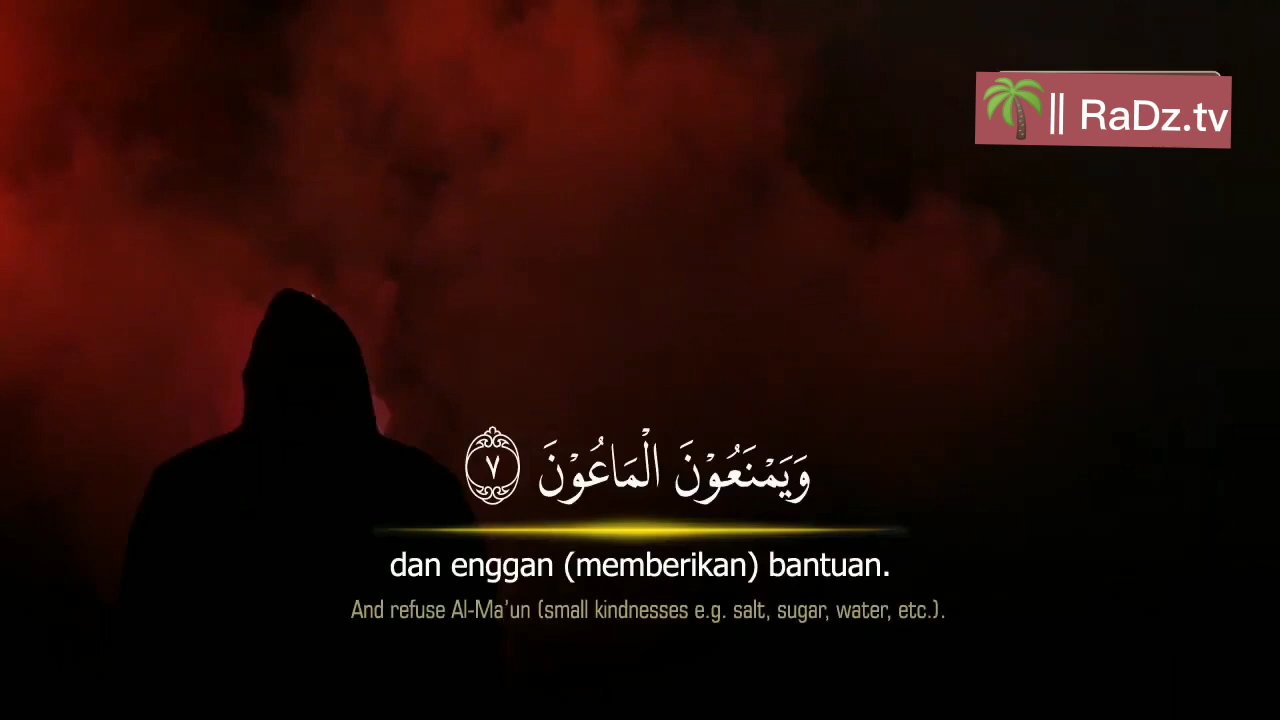 🌴|| RaDz.tv
وَيَمْنَعُوْنَ الْمَاعُوْنَ ٧
dan enggan (memberikan) bantuan.
And refuse Al-Ma'un (small kindnesses e.g. salt, sugar, water, etc.).